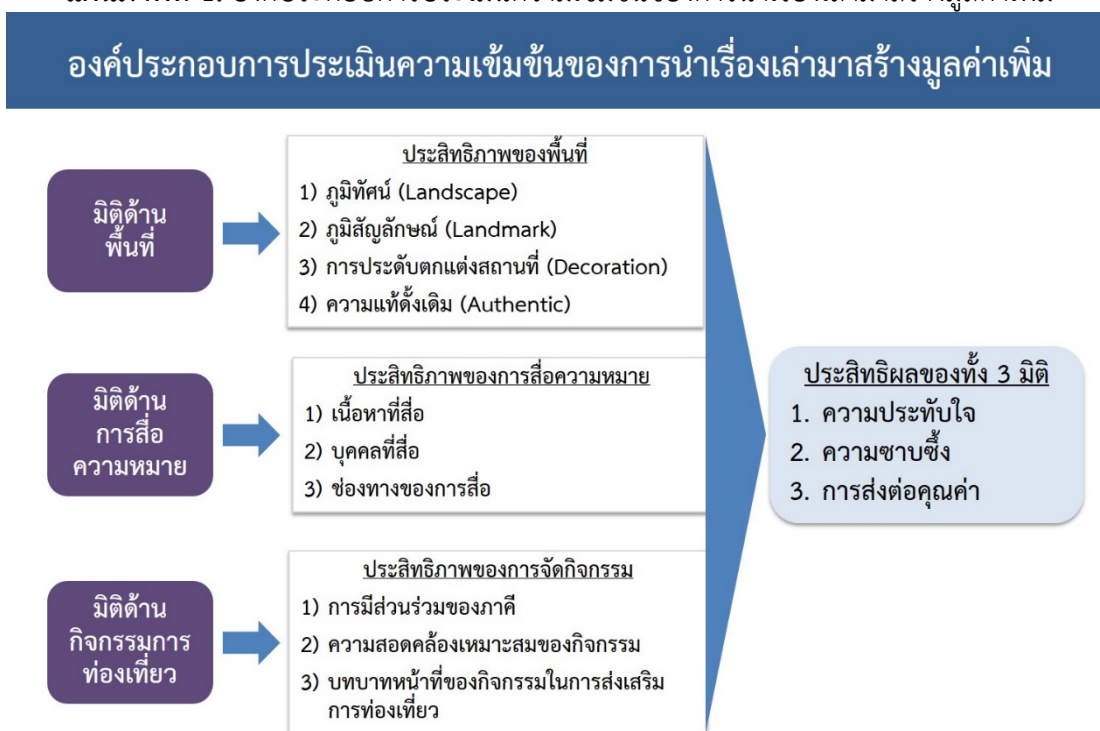 องค์ประกอบการประเมินความเข้มข้นของการนำเรื่องเล่ามาสร้างมูลค่าเพิ่ม
มิติด้าน
พื้นที่
ประสิทธิภาพของพื้นที่
1) ภูมิทัศน์ (Landscape)
2) ภูมิสัญลักษณ์ (Landmark)
3) การประดับตกแต่งสถานที่ (Decoration)
4) ความแท้ดั้งเดิม (Authentic)
มิติด้าน
การสื่อ
ความหมาย
ประสิทธิภาพของการสื่อความหมาย
1) เนื้อหาที่สื่อ
2) บุคคลที่สื่อ
3) ช่องทางของการสื่อ
มิติด้าน
กิจกรรมการ
ท่องเที่ยว
ประสิทธิภาพของการจัดกิจกรรม
1) การมีส่วนร่วมของภาคี
2) ความสอดคล้องเหมาะสมของกิจกรรม
3) บทบาทหน้าที่ของกิจกรรมในการส่งเสริม
การท่องเที่ยว
ประสิทธิผลของทั้ง 3 มิติ
1. ความประทับใจ
2. ความซาบซึ้ง
3. การส่งต่อคุณค่า